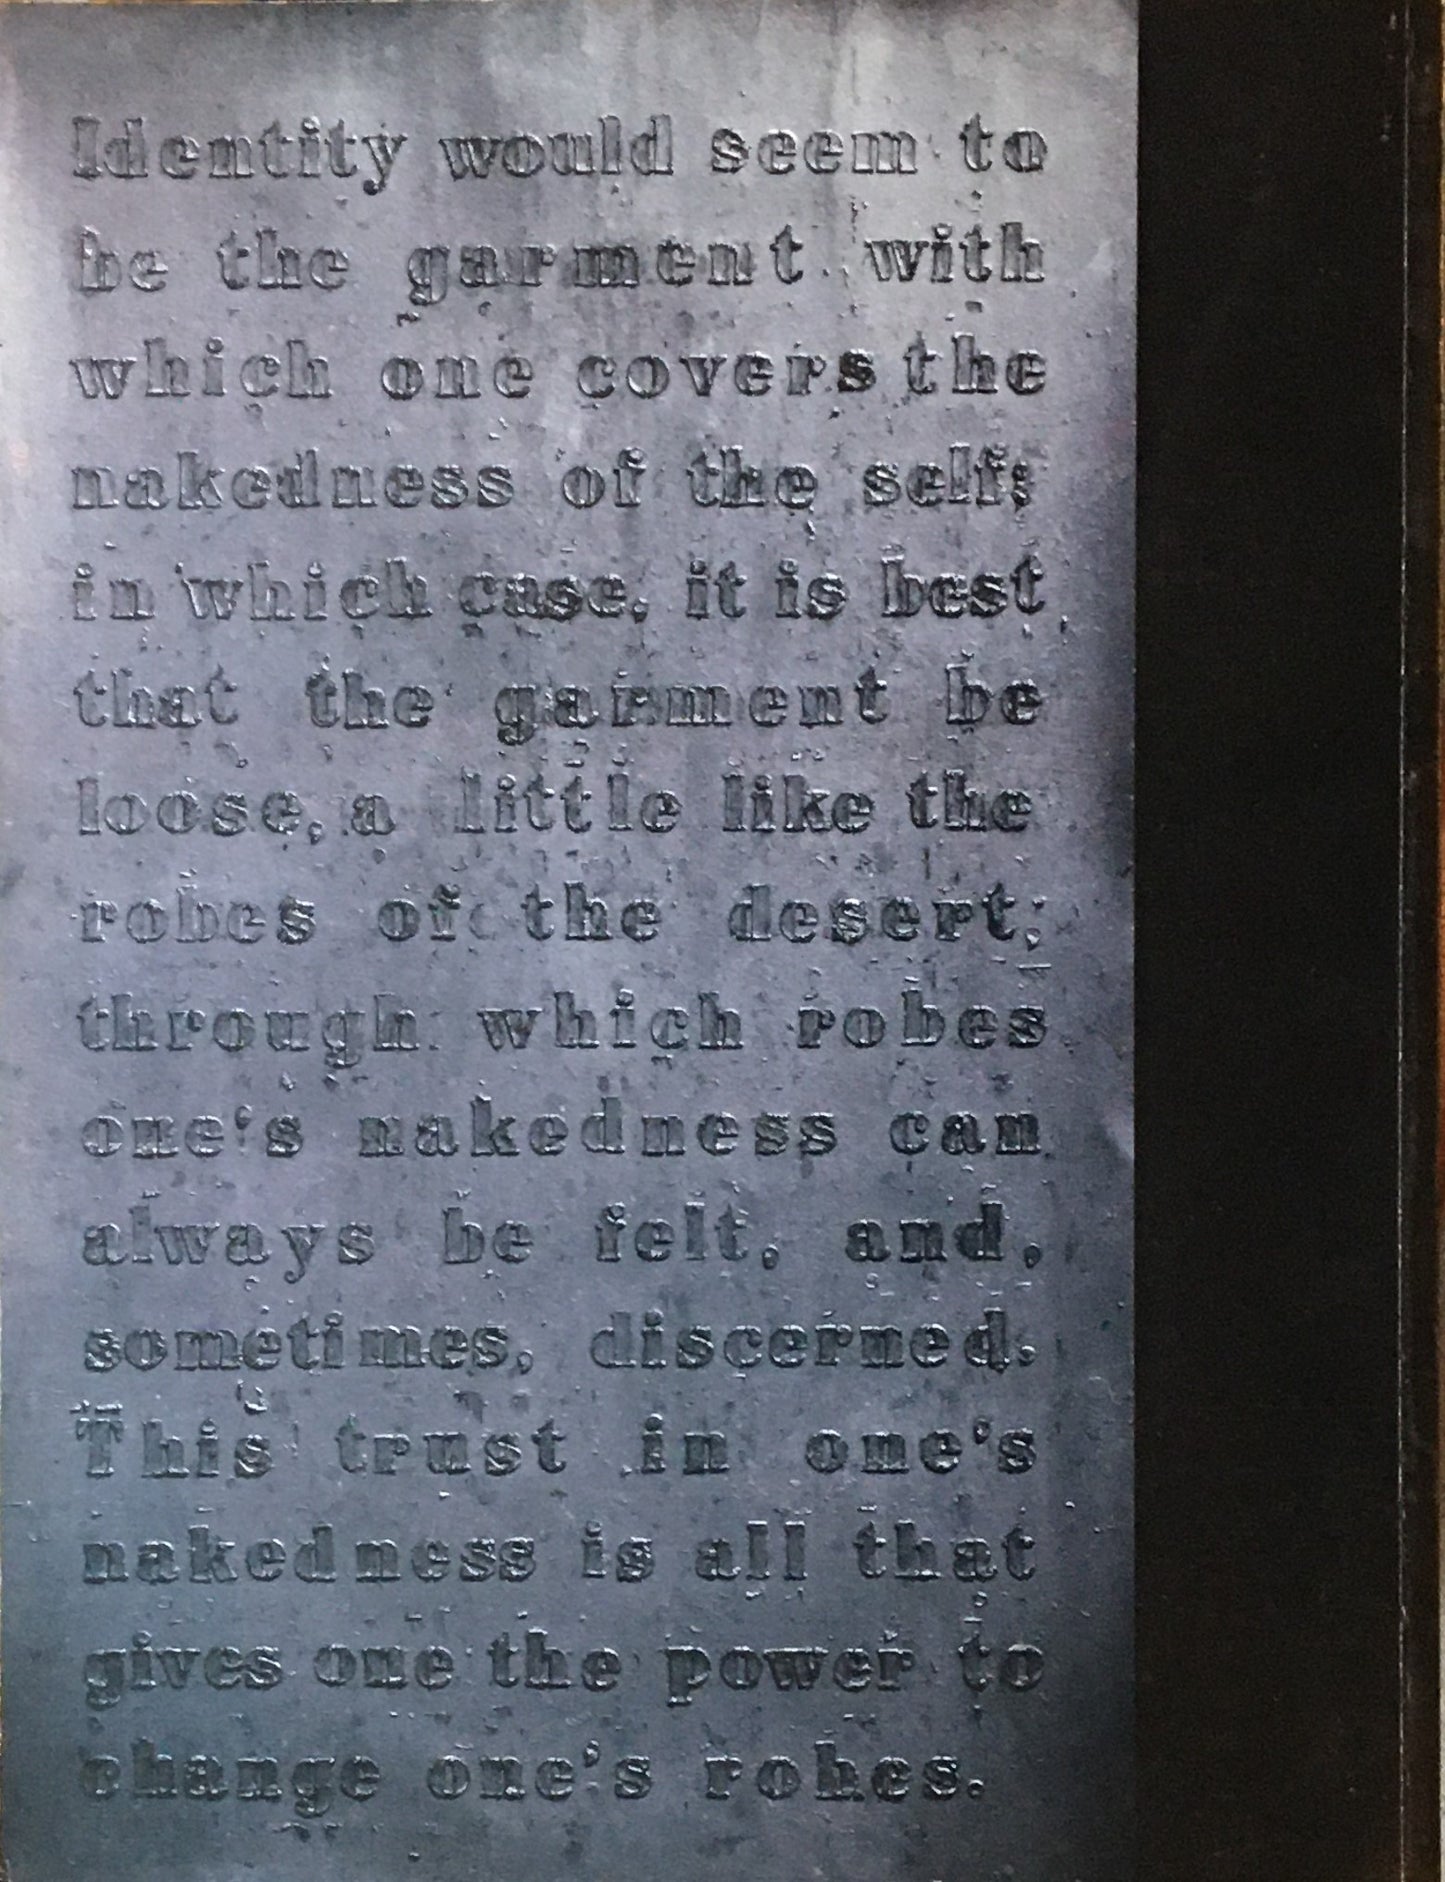 Identity would seem to
be the garment with
which one covers the
nakedness of the self;
in which case, it is best
that the garment be
loose, a little like the
robes of the desert,
through which robes
one's nakedness can
always be felt, and,
sometimes, discerned.
This trust in one's
nakedness is all that
gives one the power to
change one's robes.